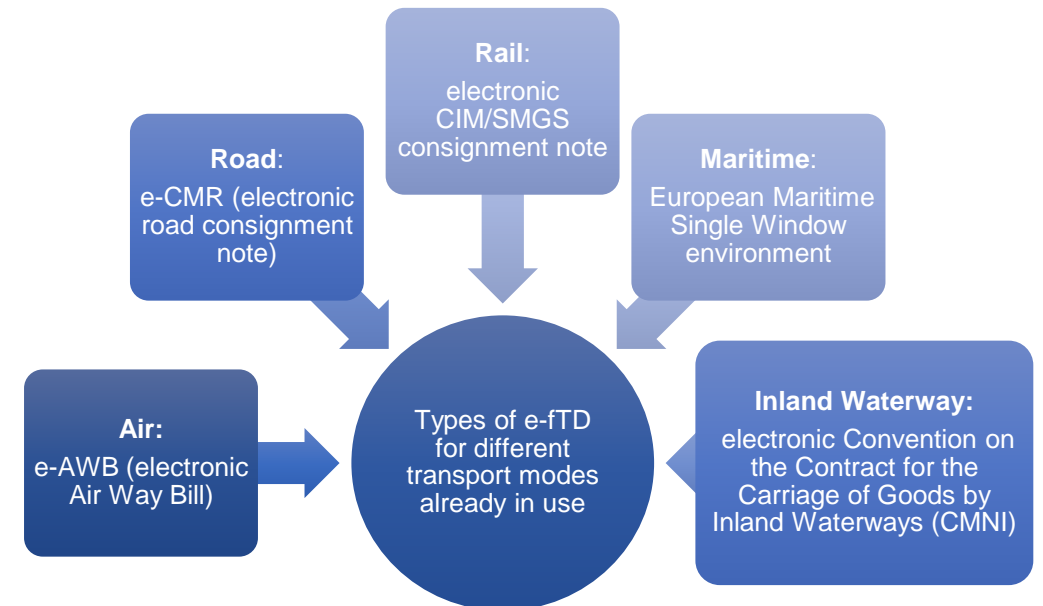 Rail:
electronic
CIM/SMGS
consignment note
Road:
e-CMR (electronic
road consignment
note)
Maritime:
European Maritime
Single Window
environment
Air:
e-AWB (electronic
Air Way Bill)
Types of e-fTD
for different
transport modes
already in use
Inland Waterway:
electronic Convention on
the Contract for the
Carriage of Goods by
Inland Waterways (CMNI)